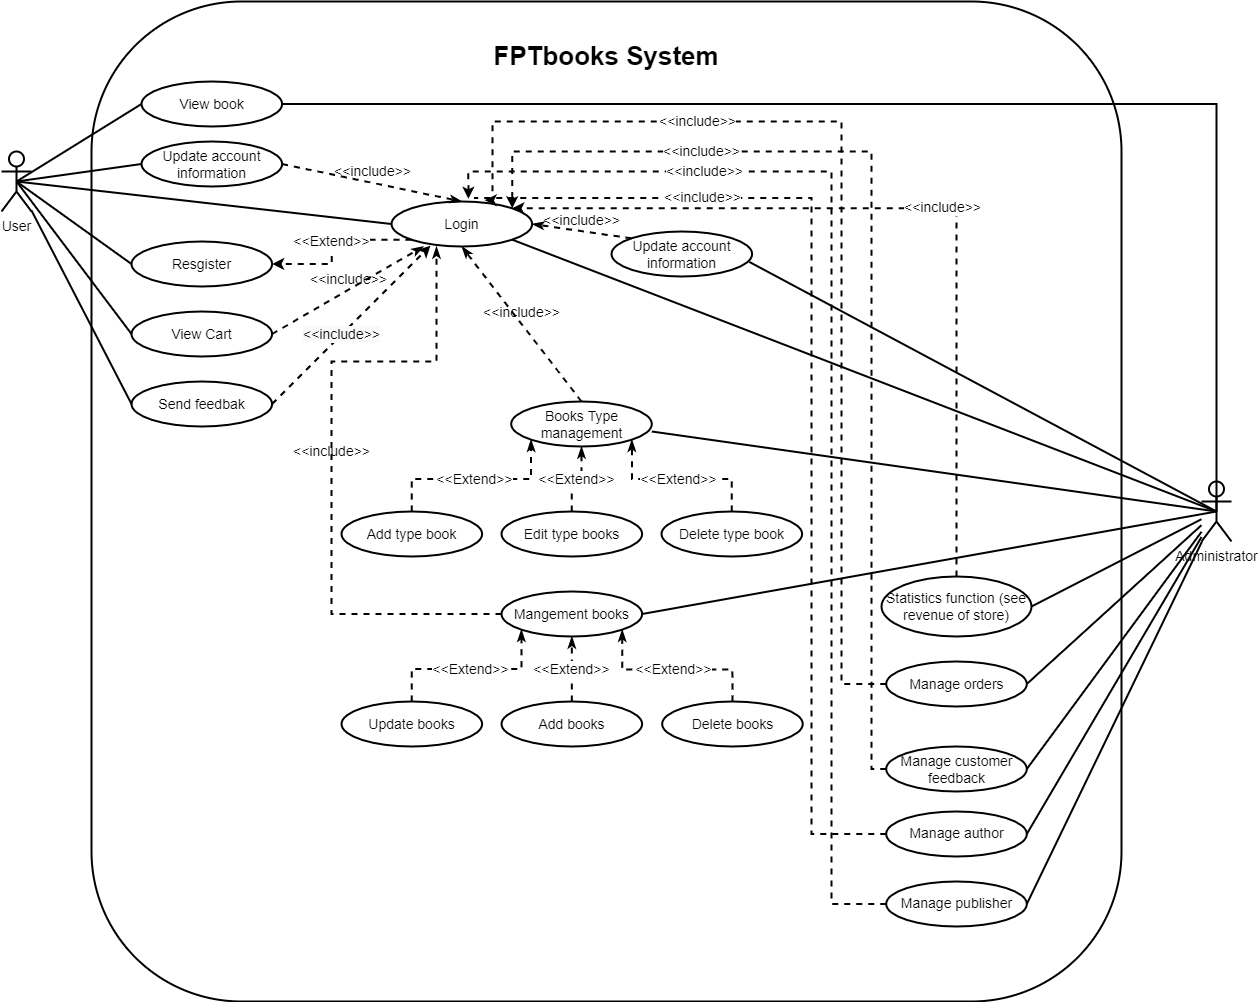 FPTbooks System
View book
<<include>>
Update account
information
<<include>>
<<include>>
<<include>>
<<include>>
<<include>>
User
Login
<<include>>
<<Extend>>
Update account
information
Resgister
<<include>>
<<include>>
View Cart
<<include>>
Send feedbak
Books Type
management
<<include>>
<<Extend>>
<<Extend>>
<<Extend>>
Add type book
Edit type books
Delete type book
Administrator
Statistics function (see
revenue of store)
Mangement books
<<Extend>>
<<Extend>>
<<Extend>>
Manage orders
Update books
Add books
Delete books
Manage customer
feedback
Manage author
Manage publisher